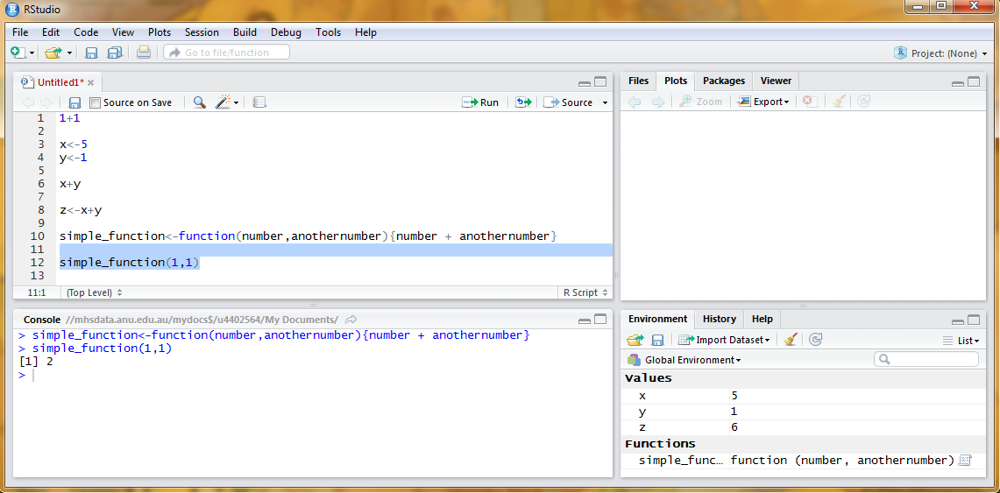 RStudio
File Edit Code View Plots Session Build Debug Tools Help
Go to file/function
Project: (None)
Untitled1*
Source on Save
Run
Source
1 1+1
2
3 x<-5
4 y<-1
5
6 x+y
7
8 z<-x+y
9
10 simple_function<-function(number,anothernumber){number + anothernumber}
11
12 simple_function(1,1)
13
11:1 (Top Level) R Script
Console //mhsdata.anu.edu.au/mydocs$/u4402564/My Documents/
> simple_function<-function(number,anothernumber){number + anothernumber}
> simple_function(1,1)
[1] 2
>
Files Plots Packages Viewer
Zoom Export
Environment History Help
Import Dataset List
Global Environment
Values
x 5
y 1
z 6
Functions
simple_func… function (number, anothernumber)